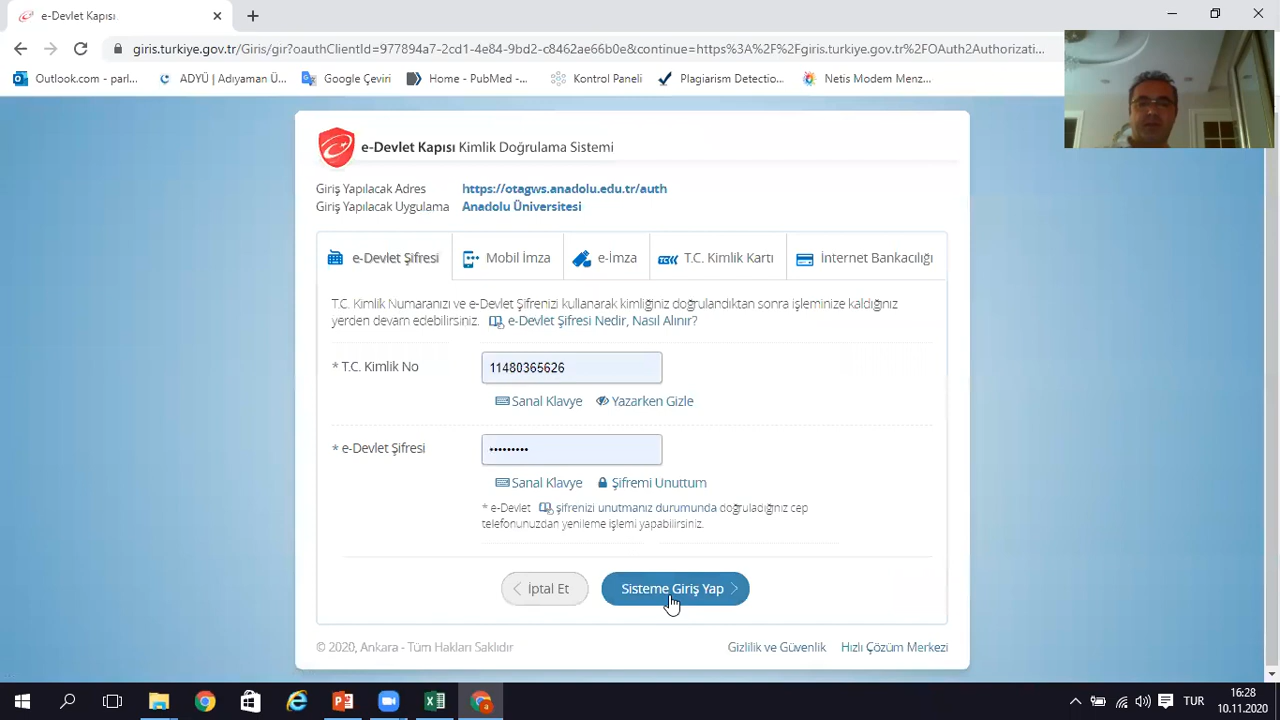 e-Devlet Kapısı
giris.turkiye.gov.tr/Giris/gir?oauthClientId=977894a7-2cd1-4e84-9bd2-c8462ae66b0e&continue=https%3A%2F%2Fgiris.turkiye.gov.tr%2FOAuth2Authorizati...
Outlook.com - parl... ADYÜ | Adıyaman Ü... Google Çeviri Home - PubMed -... Kontrol Paneli Plagiarism Detectio... Netis Modem Menz...
e-Devlet Kapısı Kimlik Doğrulama Sistemi
Giriş Yapılacak Adres https://otagws.anadolu.edu.tr/auth
Giriş Yapılacak Uygulama Anadolu Üniversitesi
e-Devlet Şifresi Mobil İmza e-İmza T.C. Kimlik Kartı İnternet Bankacılığı
T.C. Kimlik Numaranızı ve e-Devlet Şifrenizi kullanarak kimliğiniz doğrulandıktan sonra işleminize kaldığınız
yerden devam edebilirsiniz. e-Devlet Şifresi Nedir, Nasıl Alınır?
* T.C. Kimlik No 11480365626
Sanal Klavye Yazarken Gizle
* e-Devlet Şifresi •••••••••
Sanal Klavye Şifremi Unuttum
* e-Devlet şifrenizi unutmanız durumunda doğruladığınız cep
telefonunuzdan yenileme işlemi yapabilirsiniz.
İptal Et Sisteme Giriş Yap
© 2020, Ankara - Tüm Hakları Saklıdır Gizlilik ve Güvenlik Hızlı Çözüm Merkezi
TUR 16:28
10.11.2020